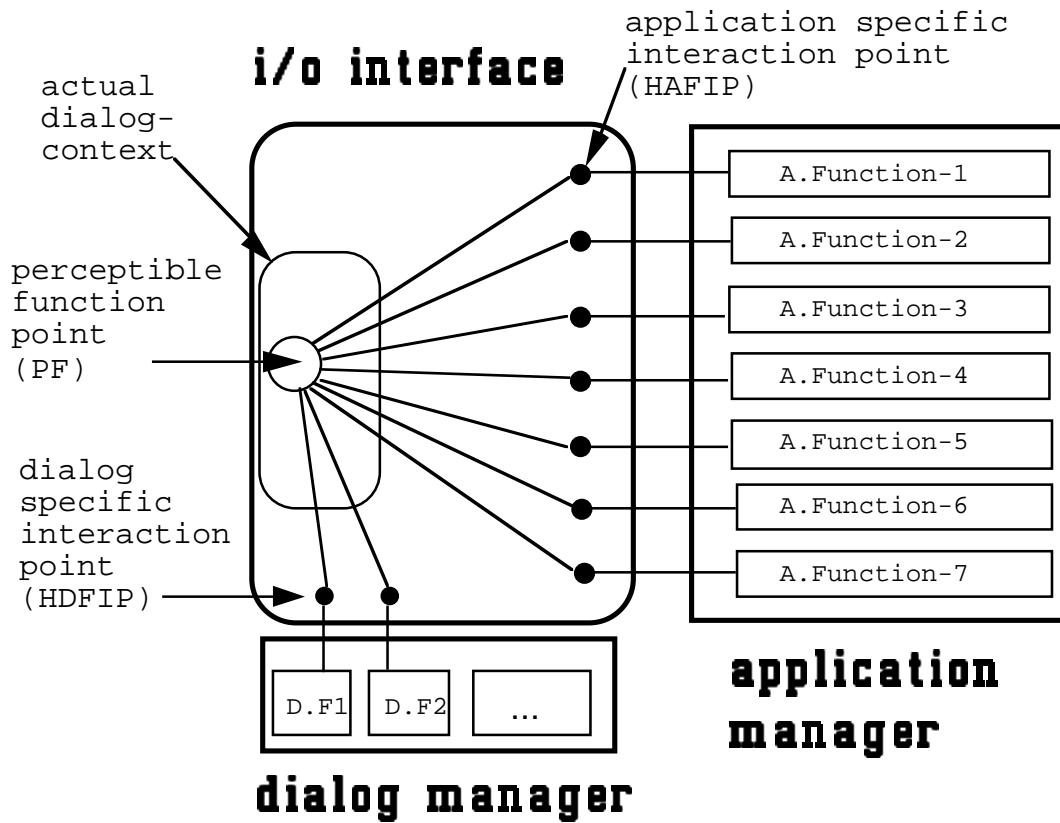 application specific
interaction point
(HAFIP)
i/o interface
actual
dialog-
context
A.Function-1
A.Function-2
perceptible
function
point
(PF)
A.Function-3
A.Function-4
A.Function-5
dialog
specific
interaction
point
(HDFIP)
A.Function-6
A.Function-7
application
manager
D.F1
D.F2
...
dialog manager